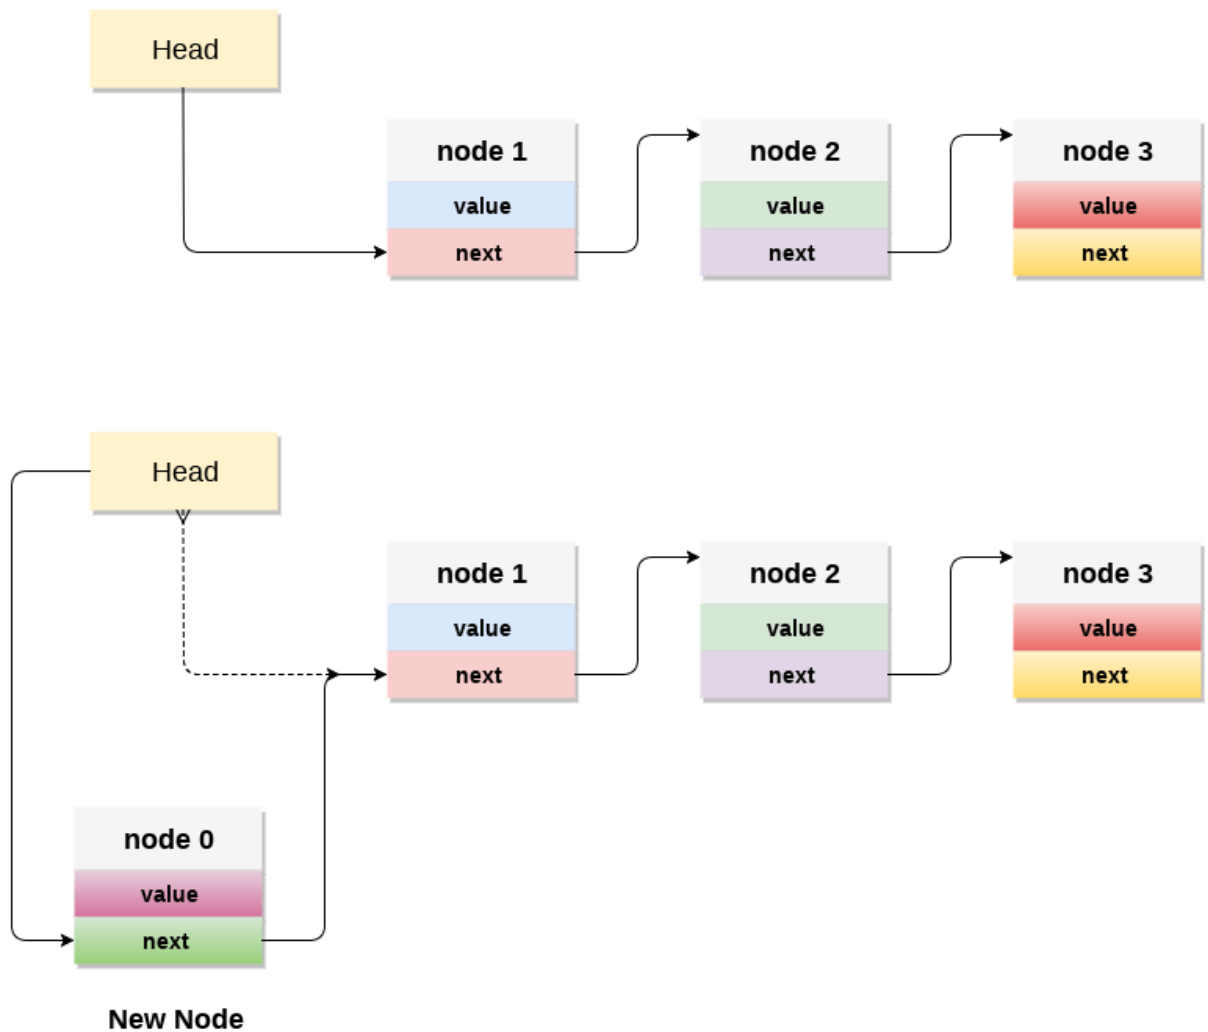 Head
node 1
value
next
node 2
value
next
node 3
value
next
Head
node 1
value
next
node 2
value
next
node 3
value
next
node 0
value
next
New Node